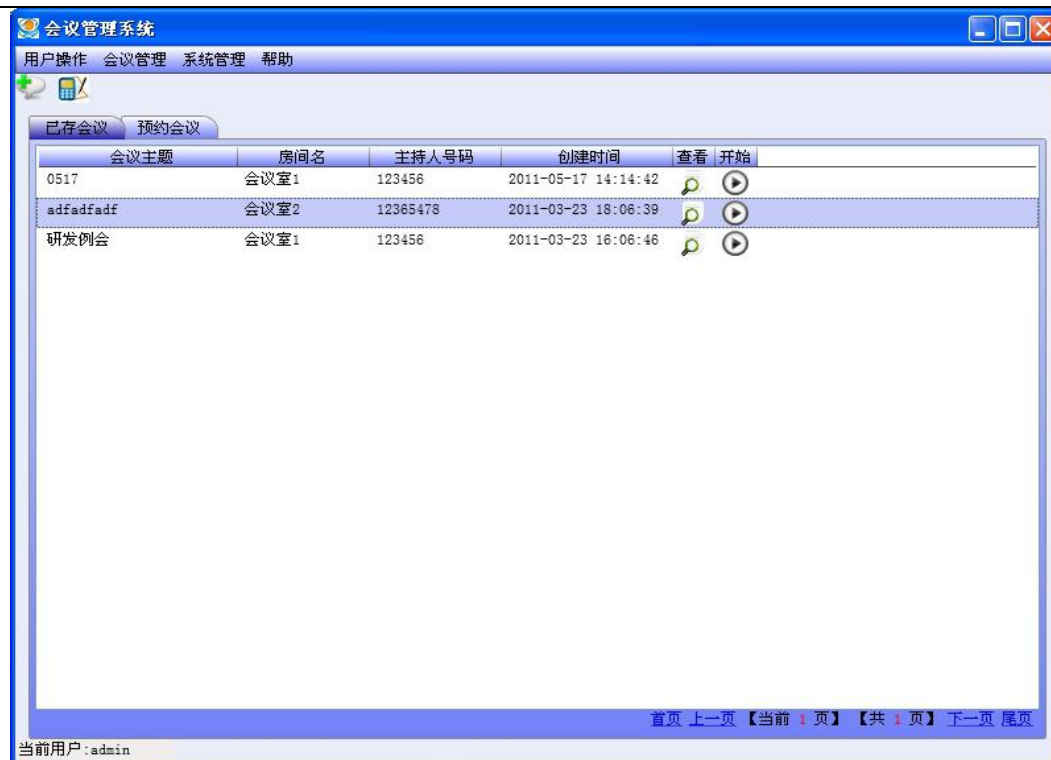 会议管理系统
用户操作 会议管理 系统管理 帮助
已存会议 预约会议
会议主题 房间名 主持人号码 创建时间 查看 开始
0517 会议室1 123456 2011-05-17 14:14:42
adfadfadf 会议室2 12365478 2011-03-23 18:06:39
研发例会 会议室1 123456 2011-03-23 16:06:46
首页 上一页 【当前 1 页】 【共 1 页】 下一页 尾页
当前用户:admin